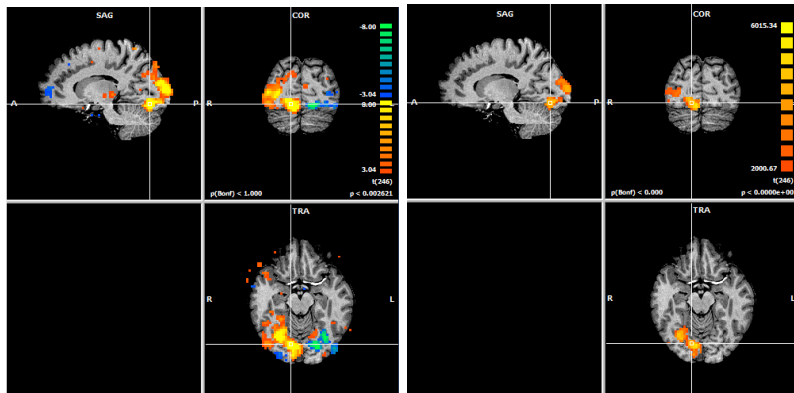 SAG
COR
-8.00
A
P
R
-3.04
8.00
3.04
t(246)
p(Bonf) < 1.000
p < 0.002621
TRA
R
L
SAG
COR
6015.34
A
P
R
2000.67
t(246)
p(Bonf) < 0.000
p < 0.0000e+00
TRA
R
L